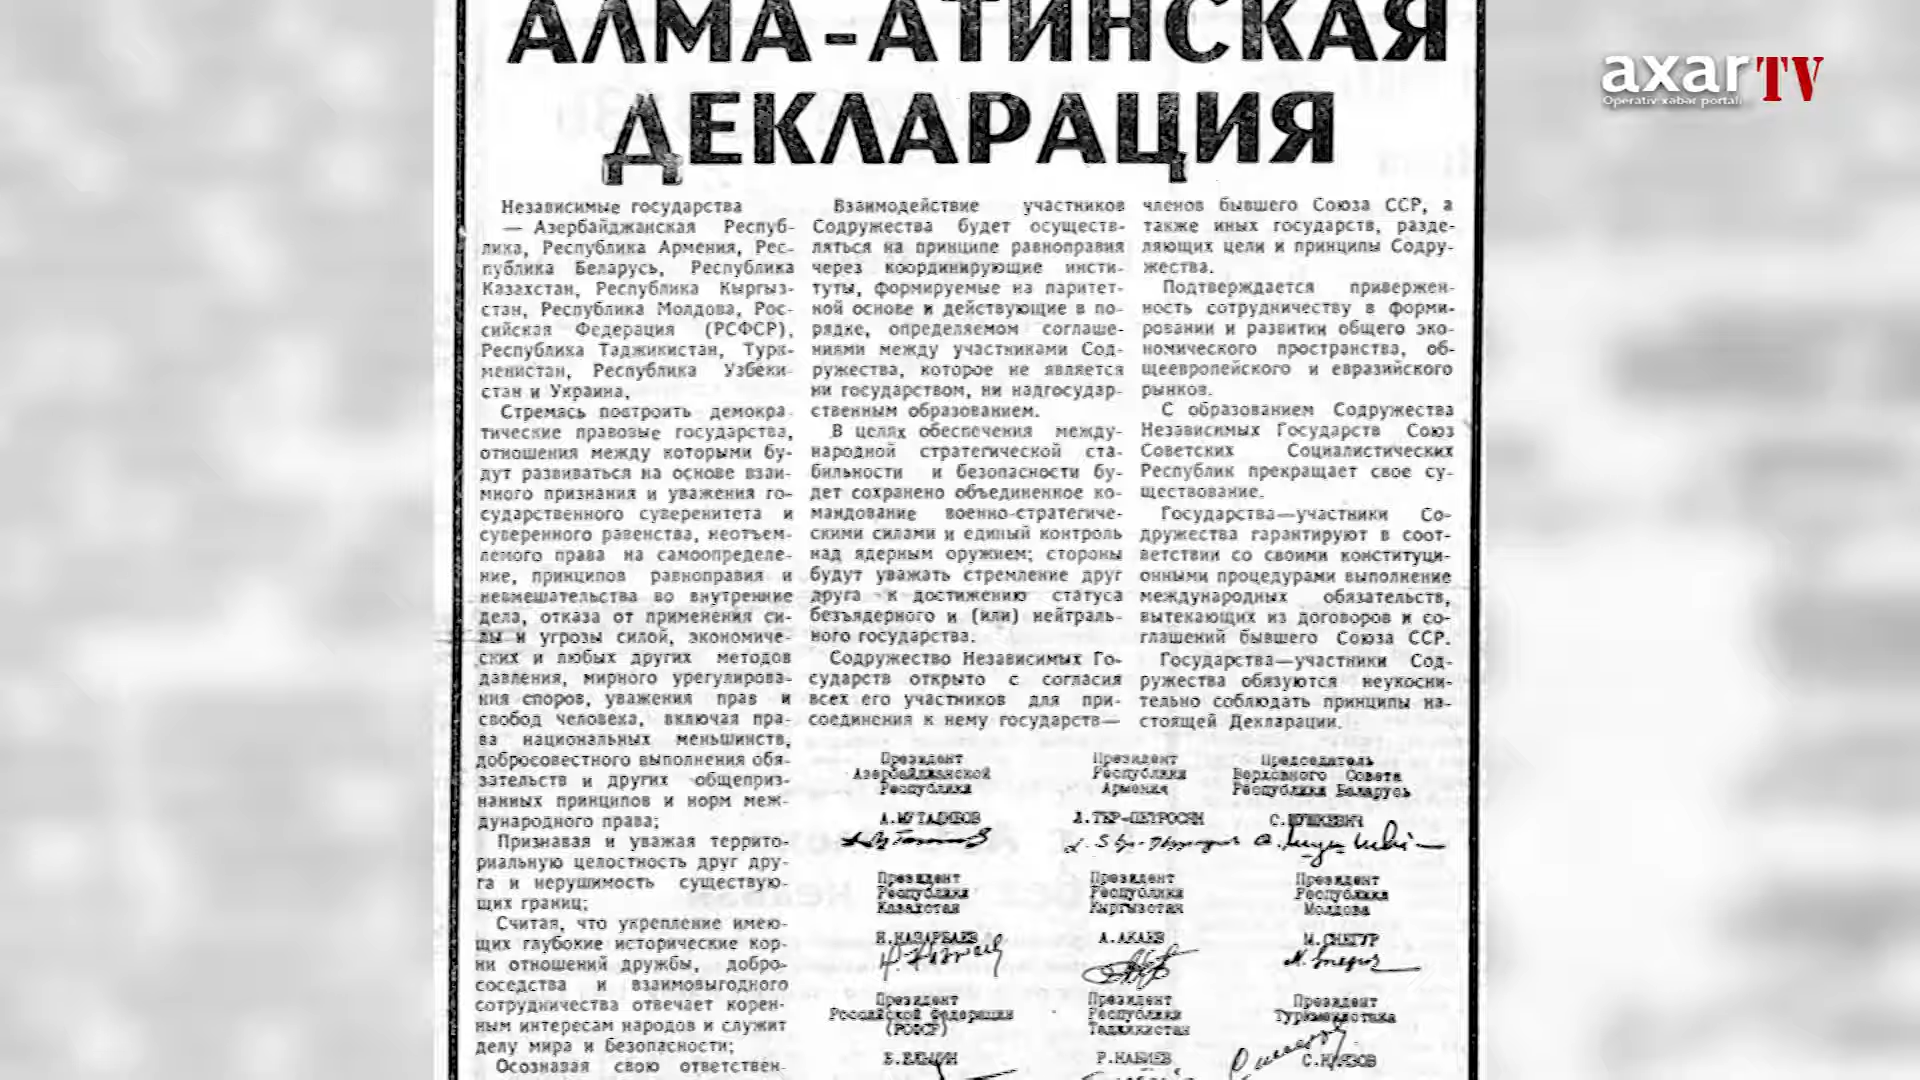 АЛМА-АТИНСКАЯ
ДЕКЛАРАЦИЯ
axar TV
Operativ xəbər portalı
Независимые государства
— Азербайджанская Респуб-
лика, Республика Армения, Рес-
публика Беларусь, Республика
Казахстан, Республика Кыргыз-
стан, Республика Молдова, Рос-
сийская Федерация (РСФСР),
Республика Таджикистан, Турк-
менистан, Республика Узбеки-
стан и Украина,
Стремясь построить демокра-
тические правовые государства,
отношения между которыми бу-
дут развиваться на основе взаи-
много признания и уважения го-
сударственного суверенитета и
суверенного равенства, неотъем-
лемого права на самоопределе-
ние, принципов равноправия и
невмешательства во внутренние
дела, отказа от применения си-
лы и угрозы силой, экономиче-
ских и любых других методов
давления, мирного урегулирова-
ния споров, уважения прав и
свобод человека, включая пра-
ва национальных меньшинств,
добросовестного выполнения обя-
зательств и других общеприз-
нанных принципов и норм меж-
дународного права;
Признавая и уважая террито-
риальную целостность друг дру-
га и нерушимость существую-
щих границ;
Считая, что укрепление имею-
щих глубокие исторические кор-
ни отношений дружбы, добро-
соседства и взаимовыгодного
сотрудничества отвечает корен-
ным интересам народов и служит
делу мира и безопасности;
Осознавая свою ответствен-
Взаимодействие участников
Содружества будет осуществ-
ляться на принципе равноправия
через координирующие инсти-
туты, формируемые на паритет-
ной основе и действующие в по-
рядке, определяемом соглаше-
ниями между участниками Сод-
ружества, которое не является
ни государством, ни надгосудар-
ственным образованием.
В целях обеспечения между-
народной стратегической ста-
бильности и безопасности бу-
дет сохранено объединенное ко-
мандование военно-стратегиче-
скими силами и единый контроль
над ядерным оружием; стороны
будут уважать стремление друг
друга к достижению статуса
безъядерного и (или) нейтраль-
ного государства.
Содружество Независимых Го-
сударств открыто с согласия
всех его участников для при-
соединения к нему государств—
членов бывшего Союза ССР, а
также иных государств, разде-
ляющих цели и принципы Содру-
жества.
Подтверждается привержен-
ность сотрудничеству в форми-
ровании и развитии общего эко-
номического пространства, об-
щеевропейского и евразийского
рынков.
С образованием Содружества
Независимых Государств Союз
Советских Социалистических
Республик прекращает свое су-
ществование.
Государства—участники Со-
дружества гарантируют в соот-
ветствии со своими конституци-
онными процедурами выполнение
международных обязательств,
вытекающих из договоров и со-
глашений бывшего Союза ССР.
Государства—участники Сод-
ружества обязуются неукосни-
тельно соблюдать принципы на-
стоящей Декларации.
Президент
Азербайджанской
Республики
А.МУТАЛИБОВ
Президент
Республики
Армения
Л.ТЕР-ПЕТРОСЯН
Председатель
Верховного Совета
Республики Беларусь
С.ШУШКЕВИЧ
Президент
Республики
Казахстан
Н.НАЗАРБАЕВ
Президент
Республики
Кыргызстан
А.АКАЕВ
Президент
Республики
Молдова
М.СНЕГУР
Президент
Российской Федерации
(РСФСР)
Б.ЕЛЬЦИН
Президент
Республики
Таджикистан
Р.НАБИЕВ
Президент
Туркменистана
С.НИЯЗОВ